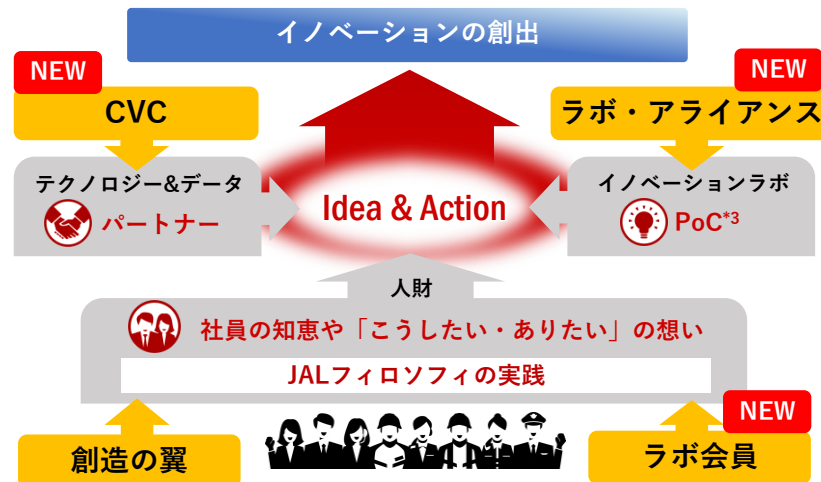 イノベーションの創出
NEW
CVC
NEW
ラボ・アライアンス
テクノロジー&データ
パートナー
Idea & Action
イノベーションラボ
PoC*3
人財
社員の知恵や「こうしたい・ありたい」の想い
JALフィロソフィの実践
創造の翼
NEW
ラボ会員